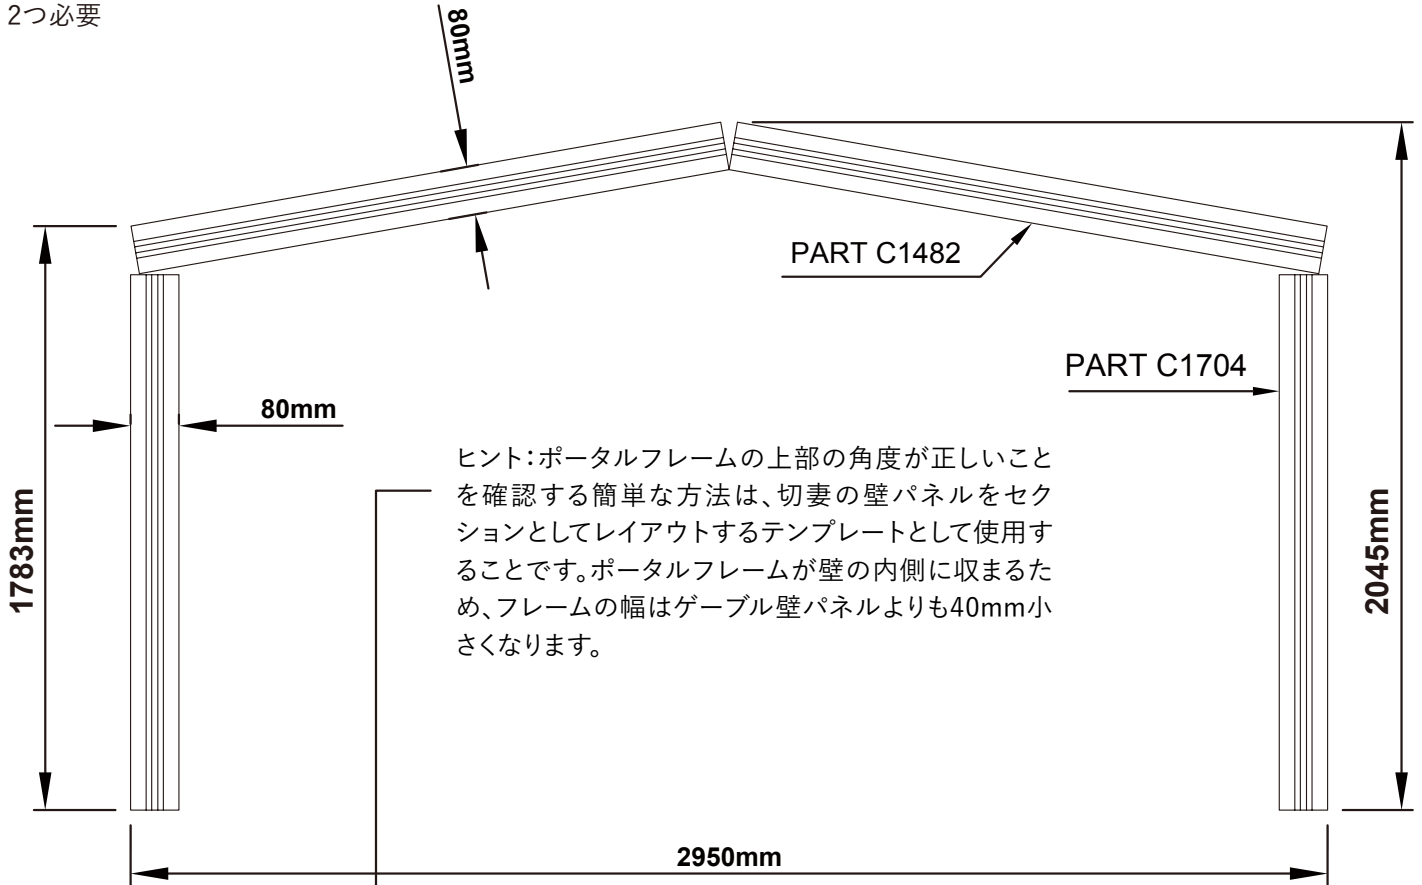 2つ必要
80mm
PART C1482
PART C1704
80mm
ヒント:ポータルフレームの上部の角度が正しいこと
を確認する簡単な方法は、切妻の壁パネルをセク
ションとしてレイアウトするテンプレートとして使用す
ることです。ポータルフレームが壁の内側に収まるた
め、フレームの幅はゲーブル壁パネルよりも40mm小
さくなります。
1783mm
2045mm
2950mm